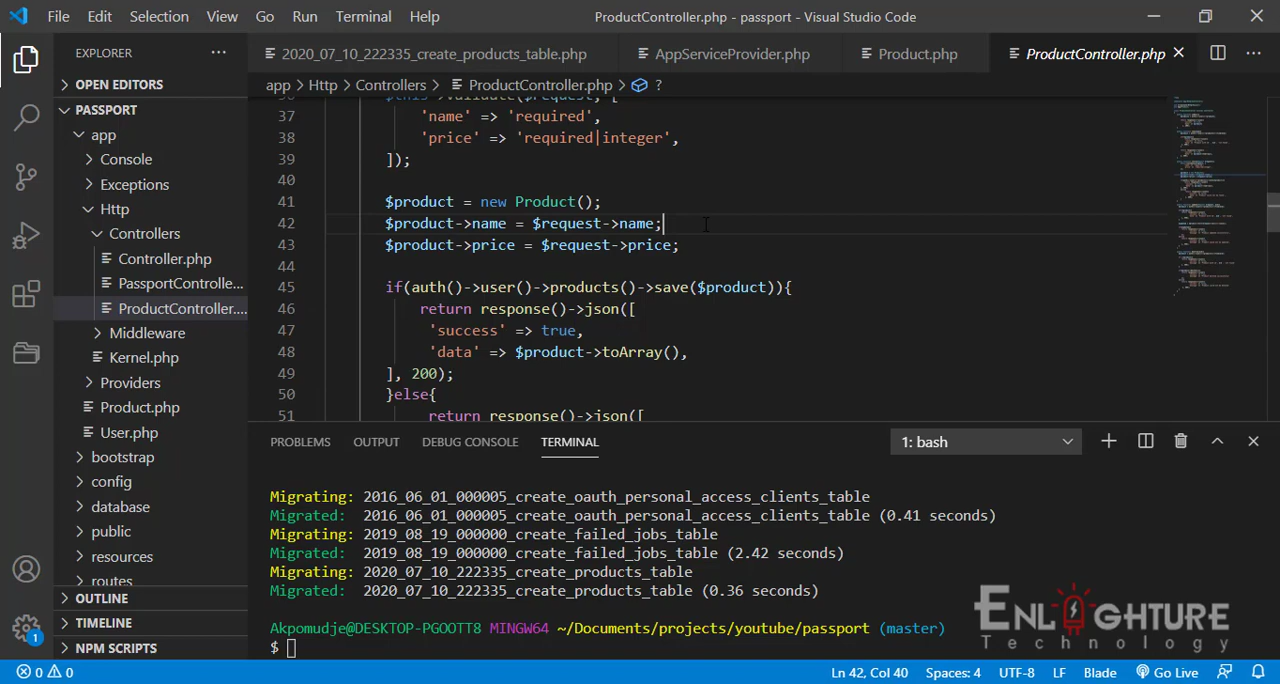 File Edit Selection View Go Run Terminal Help
ProductController.php - passport - Visual Studio Code
EXPLORER
2020_07_10_222335_create_products_table.php
AppServiceProvider.php
Product.php
ProductController.php
OPEN EDITORS
app > Http > Controllers > ProductController.php > ?
PASSPORT
app
Console
Exceptions
Http
Controllers
Controller.php
PassportControlle...
ProductController....
Middleware
Kernel.php
Providers
Product.php
User.php
bootstrap
config
database
public
resources
routes
OUTLINE
TIMELINE
NPM SCRIPTS
36 $this->validate($request, [
37 'name' => 'required',
38 'price' => 'required|integer',
39 ]);
40
41 $product = new Product();
42 $product->name = $request->name;
43 $product->price = $request->price;
44
45 if(auth()->user()->products()->save($product)){
46 return response()->json([
47 'success' => true,
48 'data' => $product->toArray(),
49 ], 200);
50 }else{
51 return response()->json([
PROBLEMS OUTPUT DEBUG CONSOLE TERMINAL
1: bash
Migrating: 2016_06_01_000005_create_oauth_personal_access_clients_table
Migrated: 2016_06_01_000005_create_oauth_personal_access_clients_table (0.41 seconds)
Migrating: 2019_08_19_000000_create_failed_jobs_table
Migrated: 2019_08_19_000000_create_failed_jobs_table (2.42 seconds)
Migrating: 2020_07_10_222335_create_products_table
Migrated: 2020_07_10_222335_create_products_table (0.36 seconds)
Akpomudje@DESKTOP-PGOOTT8 MINGW64 ~/Documents/projects/youtube/passport (master)
$
ENLIGHTURE
Technology
1
0 0
Ln 42, Col 40 Spaces: 4 UTF-8 LF Blade Go Live